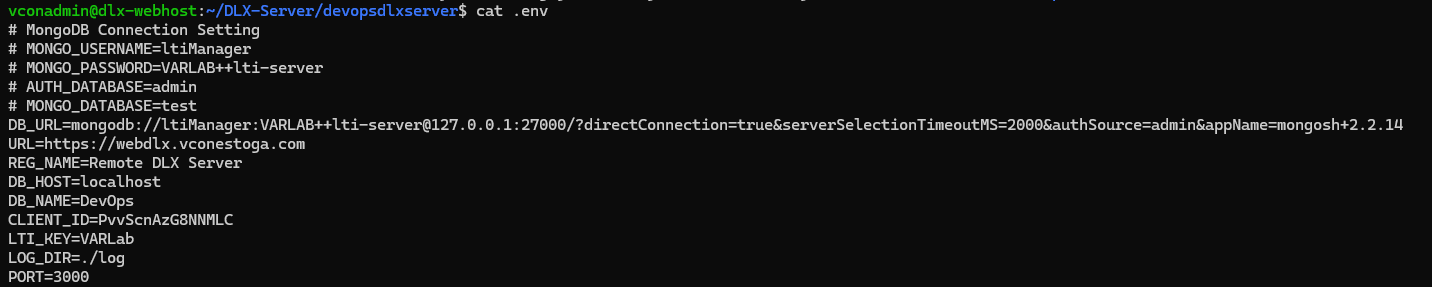 vconadmin@dlx-webhost:~/DLX-Server/devopsdlxserver$ cat .env
# MongoDB Connection Setting
# MONGO_USERNAME=ltiManager
# MONGO_PASSWORD=VARLAB++lti-server
# AUTH_DATABASE=admin
# MONGO_DATABASE=test
DB_URL=mongodb://ltiManager:VARLAB++lti-server@127.0.0.1:27000/?directConnection=true&serverSelectionTimeoutMS=2000&authSource=admin&appName=mongosh+2.2.14
URL=https://webdlx.vconestoga.com
REG_NAME=Remote DLX Server
DB_HOST=localhost
DB_NAME=DevOps
CLIENT_ID=PvvScnAzG8NNMLC
LTI_KEY=VARLab
LOG_DIR=./log
PORT=3000